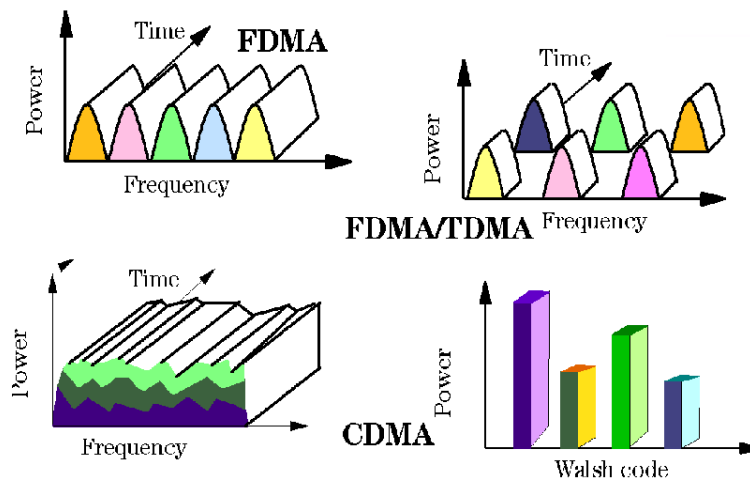 Time
FDMA
Power
Frequency
Time
Power
Frequency
FDMA/TDMA
Time
Power
Frequency
CDMA
Power
Walsh code